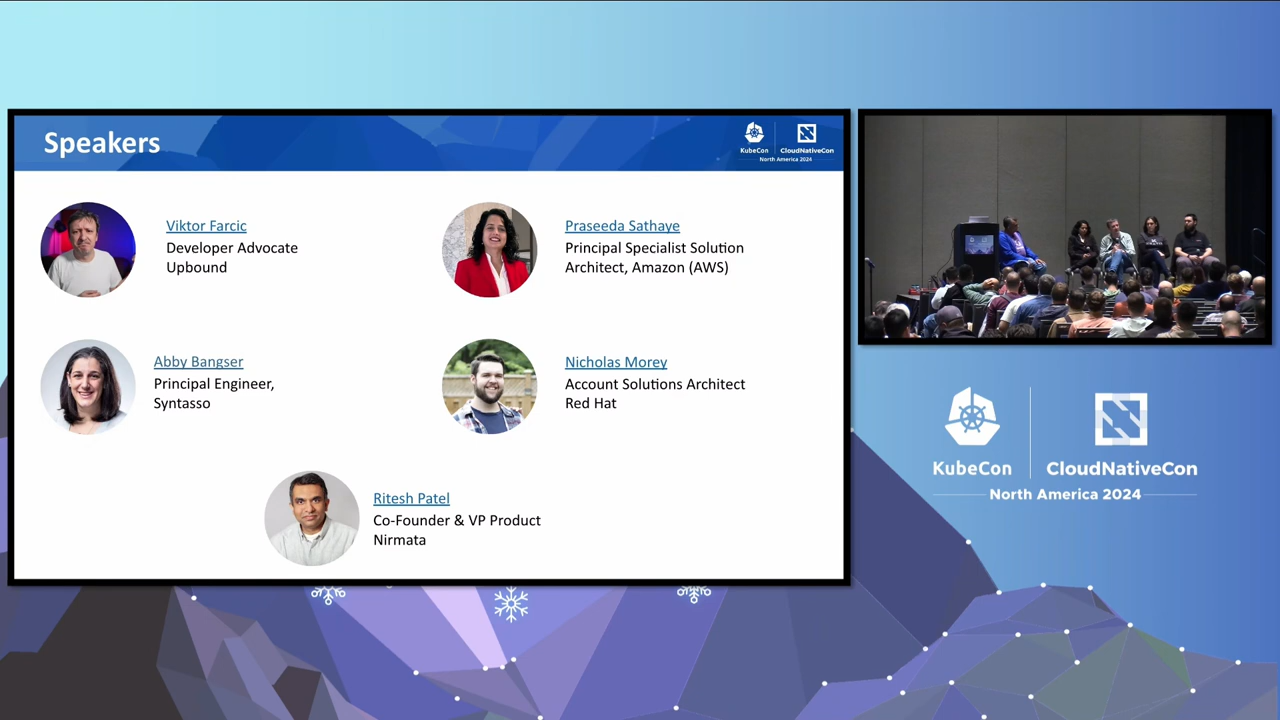 Speakers
KubeCon
CloudNativeCon
North America 2024
Viktor Farcic
Developer Advocate
Upbound
Praseeda Sathaye
Principal Specialist Solution
Architect, Amazon (AWS)
Abby Bangser
Principal Engineer,
Syntasso
Nicholas Morey
Account Solutions Architect
Red Hat
Ritesh Patel
Co-Founder & VP Product
Nirmata
KubeCon
CloudNativeCon
North America 2024